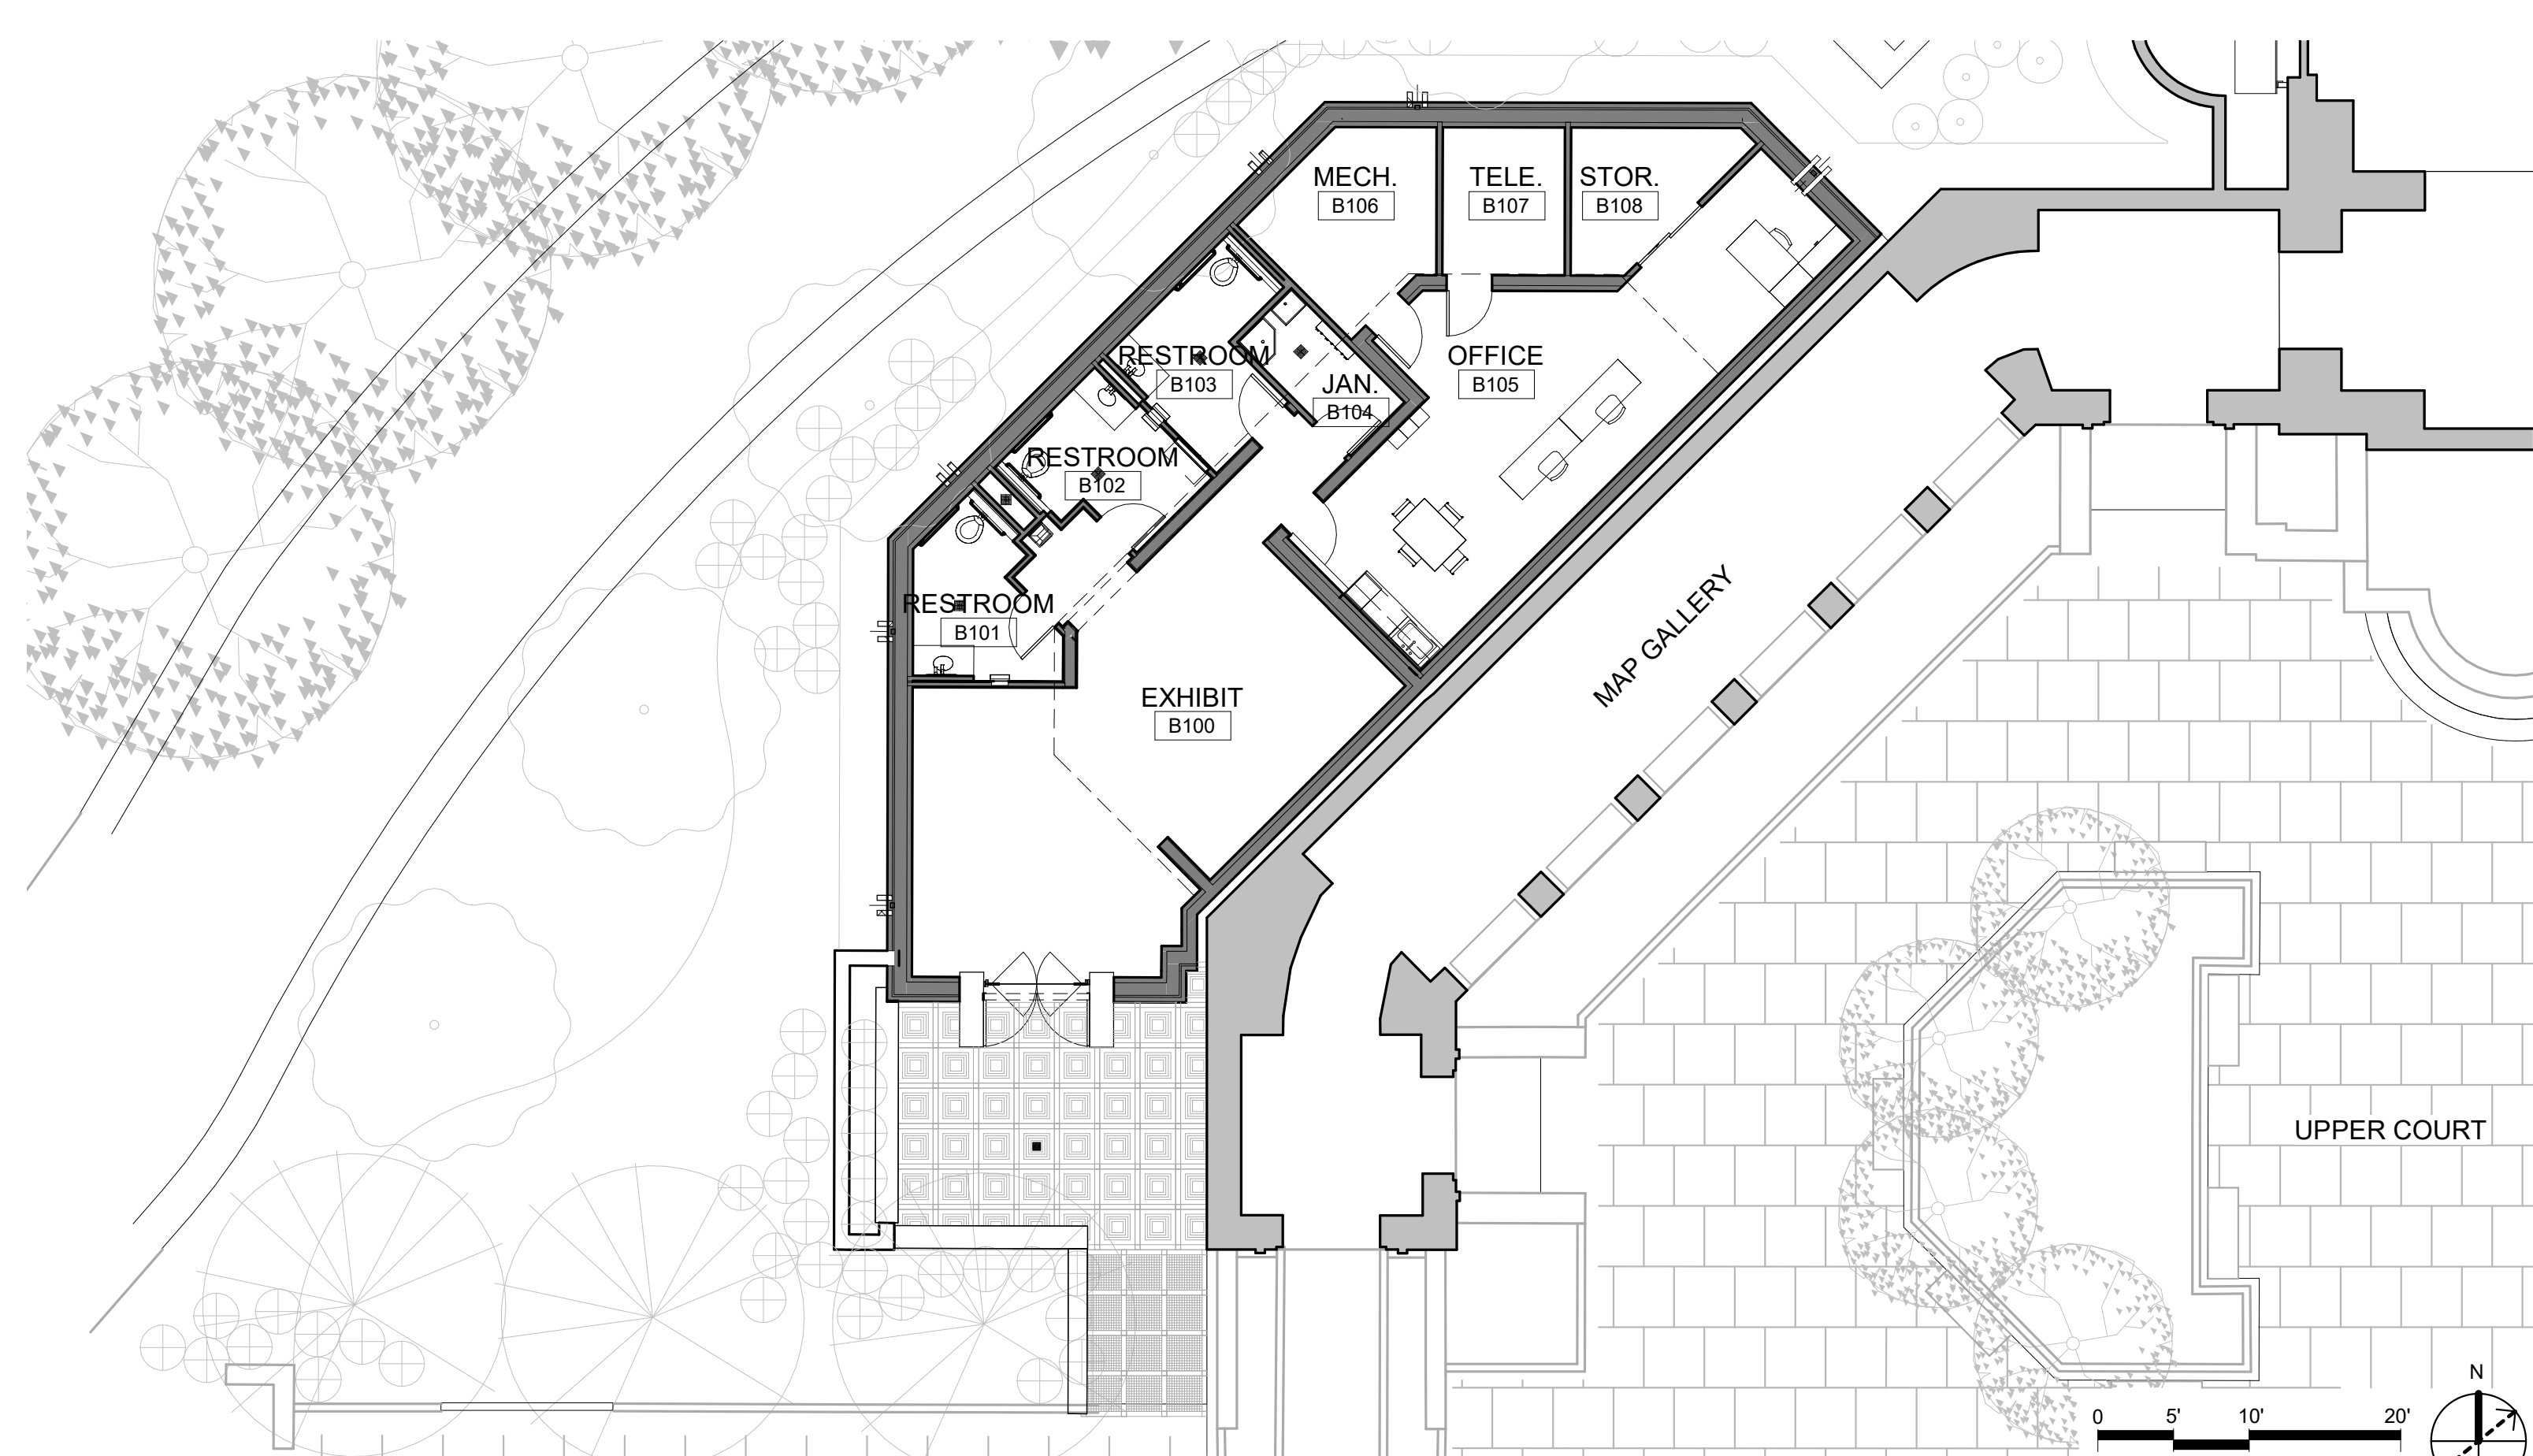 MECH.
B106
TELE.
B107
STOR.
B108
RESTROOM
B103
JAN.
B104
OFFICE
B105
RESTROOM
B102
RESTROOM
B101
EXHIBIT
B100
MAP GALLERY
UPPER COURT
N
0 5' 10' 20'